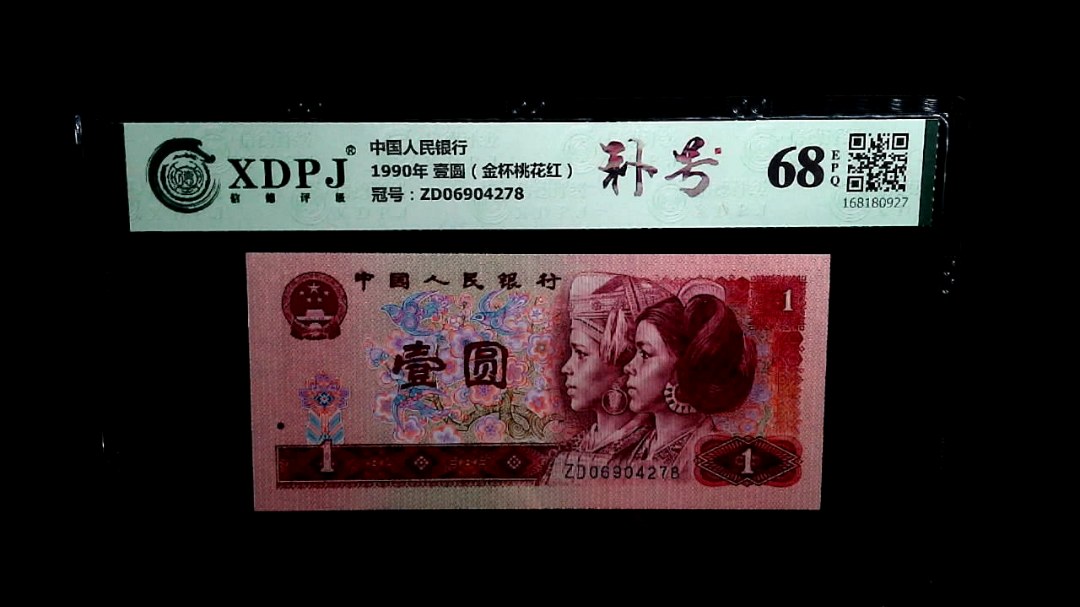 XDPJ®
信德评级
中国人民银行
1990年 壹圆（金杯桃花红）
冠号：ZD06904278
补号
68
EPQ
168180927
中国人民银行
1
壹圆
1
ZD06904278
1